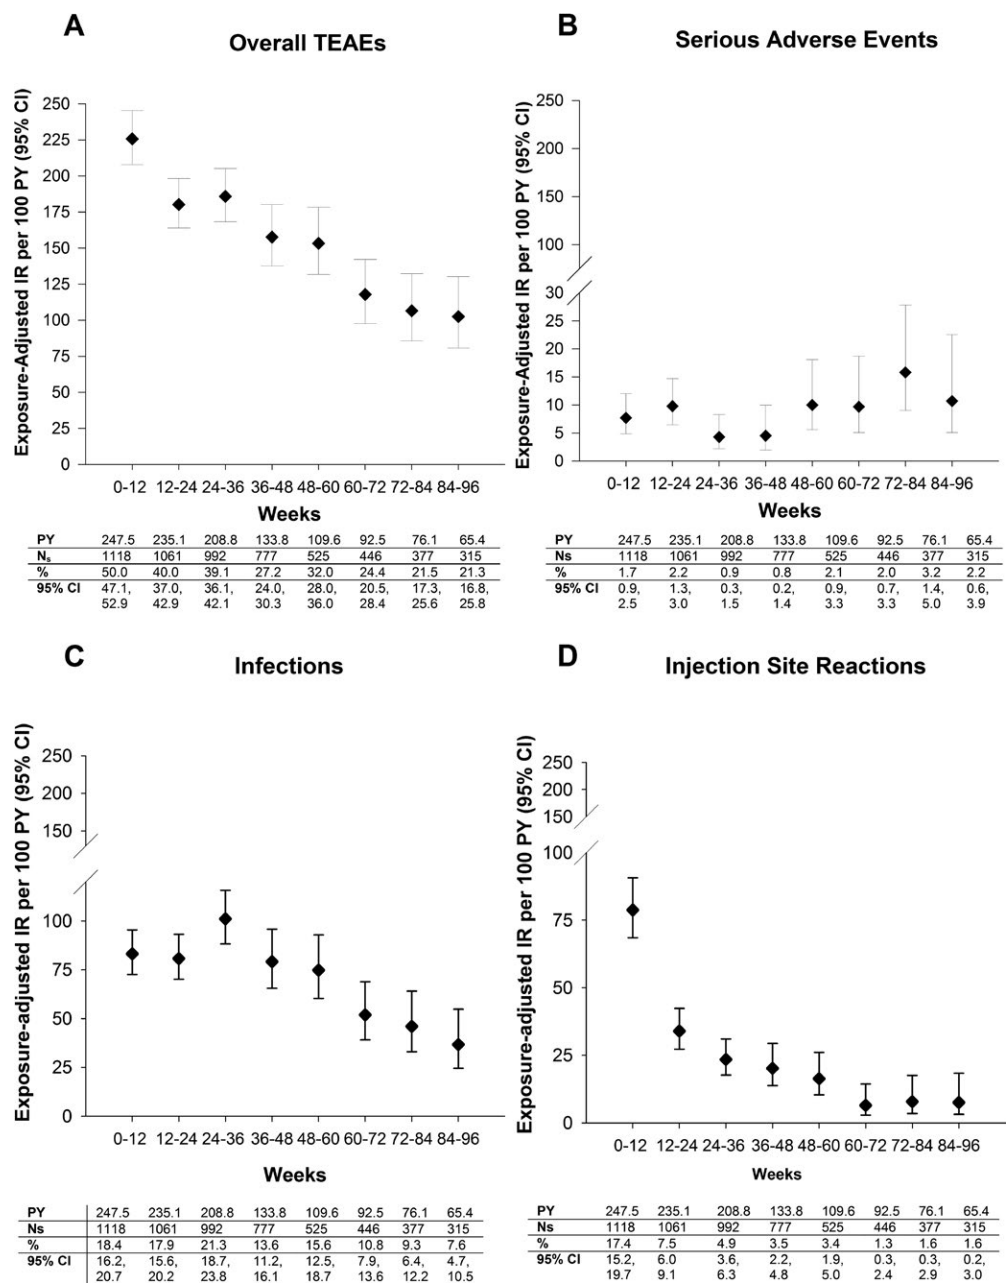 A
Overall TEAEs
Exposure-Adjusted IR per 100 PY (95% CI)
250
225
200
175
150
125
100
75
50
25
0
0-12 12-24 24-36 36-48 48-60 60-72 72-84 84-96
Weeks
PY 247.5 235.1 208.8 133.8 109.6 92.5 76.1 65.4
Ns 1118 1061 992 777 525 446 377 315
% 50.0 40.0 39.1 27.2 32.0 24.4 21.5 21.3
95% CI 47.1, 37.0, 36.1, 24.0, 28.0, 20.5, 17.3, 16.8,
52.9 42.9 42.1 30.3 36.0 28.4 25.6 25.8
B
Serious Adverse Events
Exposure-Adjusted IR per 100 PY (95% CI)
250
200
150
100
30
25
20
15
10
5
0
0-12 12-24 24-36 36-48 48-60 60-72 72-84 84-96
Weeks
PY 247.5 235.1 208.8 133.8 109.6 92.5 76.1 65.4
Ns 1118 1061 992 777 525 446 377 315
% 1.7 2.2 0.9 0.8 2.1 2.0 3.2 2.2
95% CI 0.9, 1.3, 0.3, 0.2, 0.9, 0.7, 1.4, 0.6,
2.5 3.0 1.5 1.4 3.3 3.3 5.0 3.9
C
Infections
Exposure-adjusted IR per 100 PY (95% CI)
250
200
150
100
75
50
25
0
0-12 12-24 24-36 36-48 48-60 60-72 72-84 84-96
Weeks
PY 247.5 235.1 208.8 133.8 109.6 92.5 76.1 65.4
Ns 1118 1061 992 777 525 446 377 315
% 18.4 17.9 21.3 13.6 15.6 10.8 9.3 7.6
95% CI 16.2, 15.6, 18.7, 11.2, 12.5, 7.9, 6.4, 4.7,
20.7 20.2 23.8 16.1 18.7 13.6 12.2 10.5
D
Injection Site Reactions
Exposure-adjusted IR per 100 PY (95% CI)
250
200
150
100
75
50
25
0
0-12 12-24 24-36 36-48 48-60 60-72 72-84 84-96
Weeks
PY 247.5 235.1 208.8 133.8 109.6 92.5 76.1 65.4
Ns 1118 1061 992 777 525 446 377 315
% 17.4 7.5 4.9 3.5 3.4 1.3 1.6 1.6
95% CI 15.2, 6.0 3.6, 2.2, 1.9, 0.3, 0.3, 0.2,
19.7 9.1 6.3 4.8 5.0 2.4 2.9 3.0